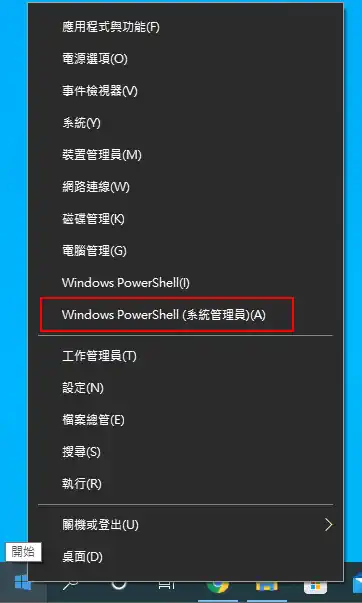 應用程式與功能(F)
電源選項(O)
事件檢視器(V)
系統(Y)
裝置管理員(M)
網路連線(W)
磁碟管理(K)
電腦管理(G)
Windows PowerShell(I)
Windows PowerShell (系統管理員)(A)
工作管理員(T)
設定(N)
檔案總管(E)
搜尋(S)
執行(R)
關機或登出(U)
桌面(D)
開始